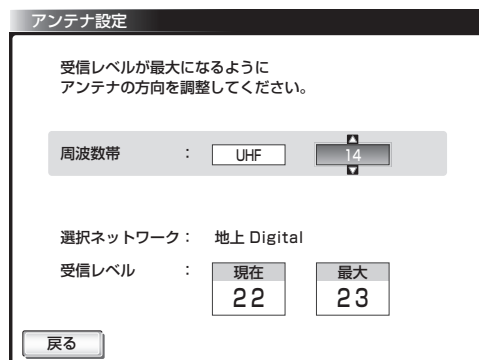 アンテナ設定
受信レベルが最大になるように
アンテナの方向を調整してください。
周波数帯 : UHF 14
選択ネットワーク: 地上 Digital
受信レベル : 現在 最大
22 23
戻る